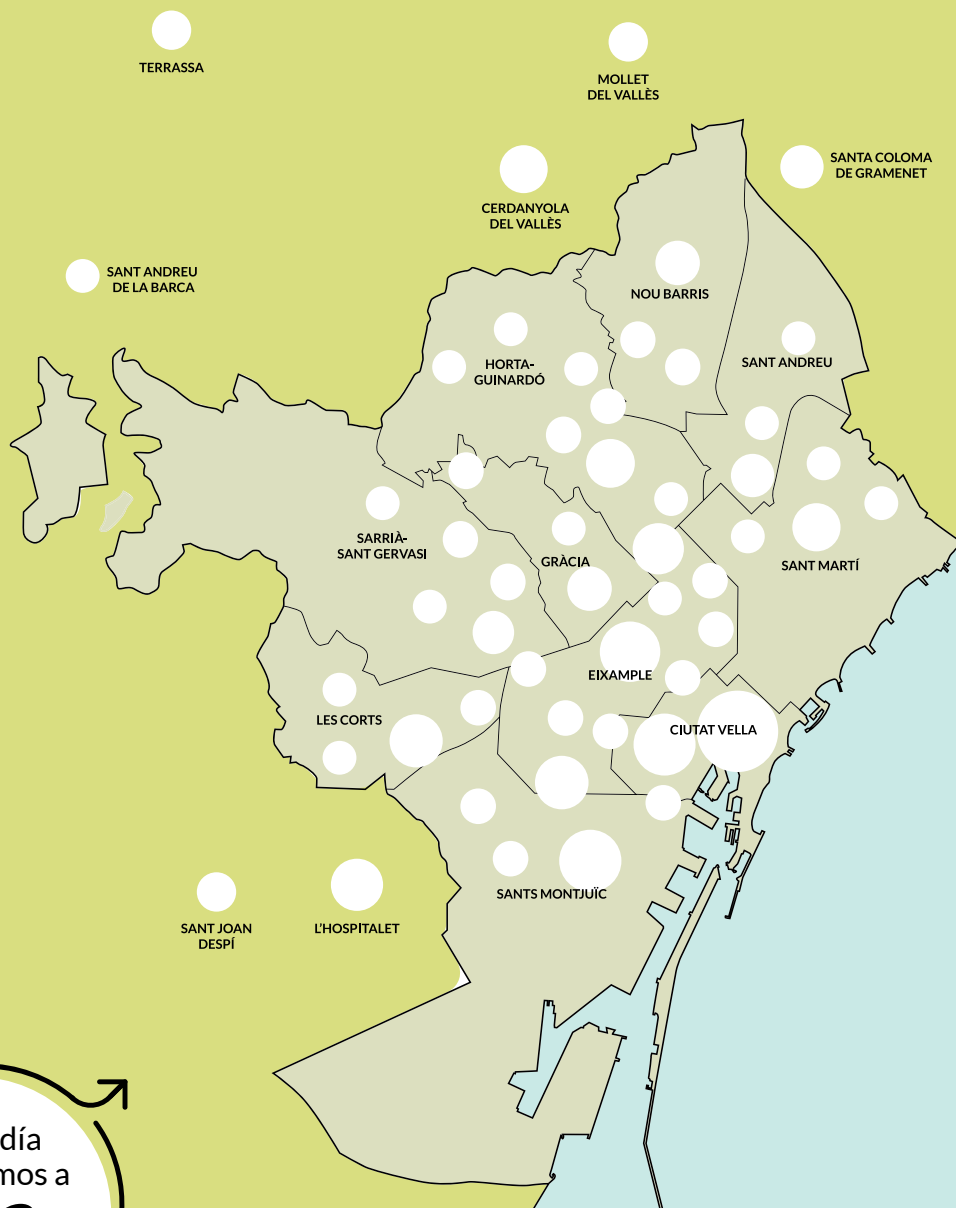 TERRASSA
MOLLET
DEL VALLÈS
SANTA COLOMA
DE GRAMENET
CERDANYOLA
DEL VALLÈS
SANT ANDREU
DE LA BARCA
NOU BARRIS
HORTA-
GUINARDÓ
SANT ANDREU
SARRIÀ-
SANT GERVASI
GRÀCIA
SANT MARTÍ
EIXAMPLE
LES CORTS
CIUTAT VELLA
SANTS MONTJUÏC
SANT JOAN
DESPÍ
L'HOSPITALET
día
mos a